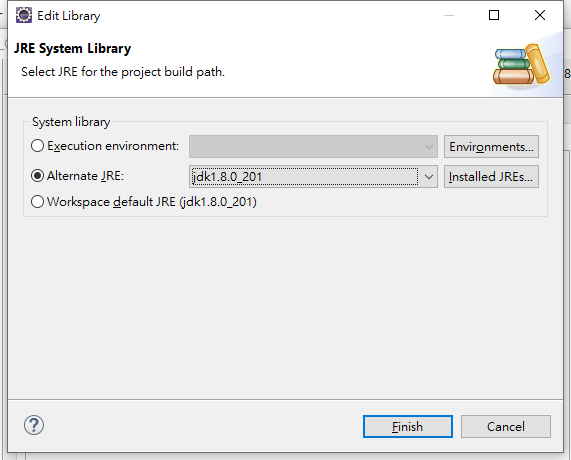 Edit Library
JRE System Library
Select JRE for the project build path.
System library
Execution environment:
Environments...
Alternate JRE:
jdk1.8.0_201
Installed JREs...
Workspace default JRE (jdk1.8.0_201)
?
Finish
Cancel
8